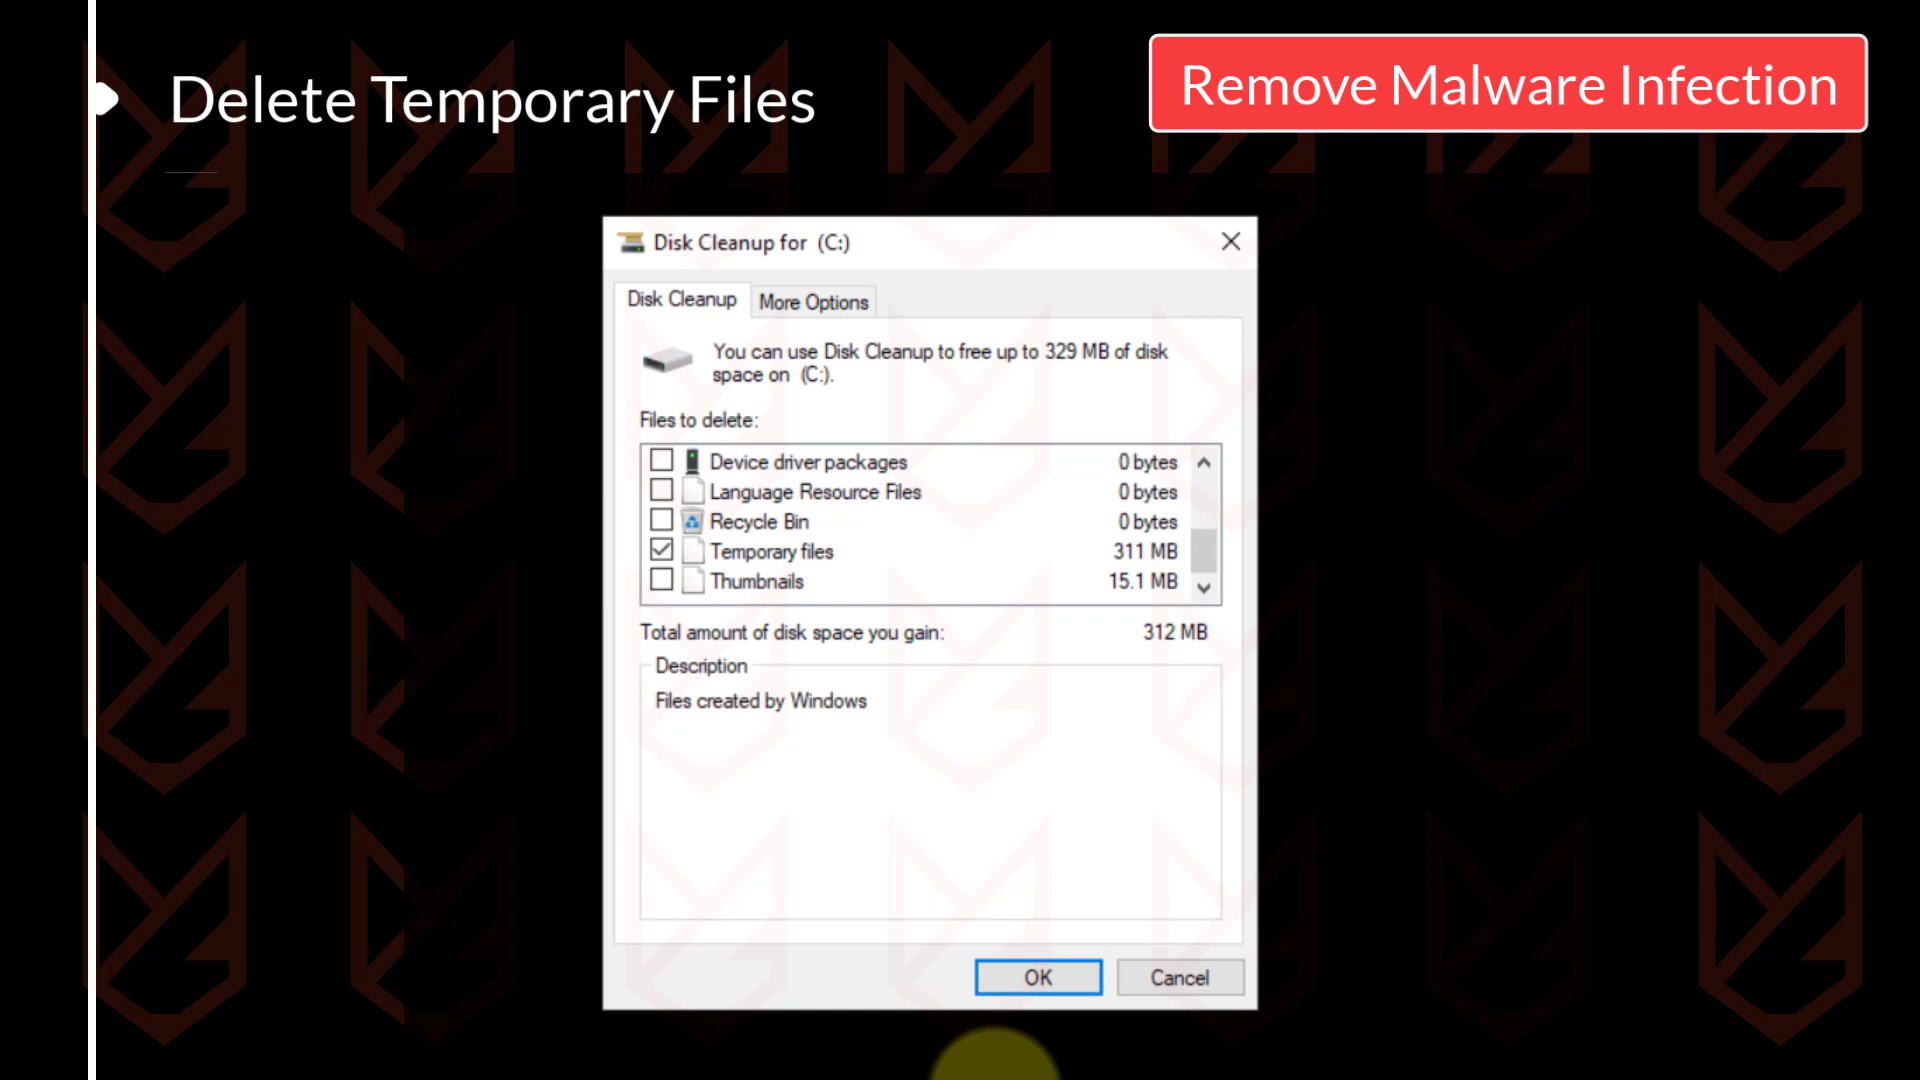 Delete Temporary Files
Remove Malware Infection
Disk Cleanup for (C:)
Disk Cleanup
More Options
You can use Disk Cleanup to free up to 329 MB of disk
space on (C:).
Files to delete:
Device driver packages 0 bytes
Language Resource Files 0 bytes
Recycle Bin 0 bytes
Temporary files 311 MB
Thumbnails 15.1 MB
Total amount of disk space you gain: 312 MB
Description
Files created by Windows
OK
Cancel